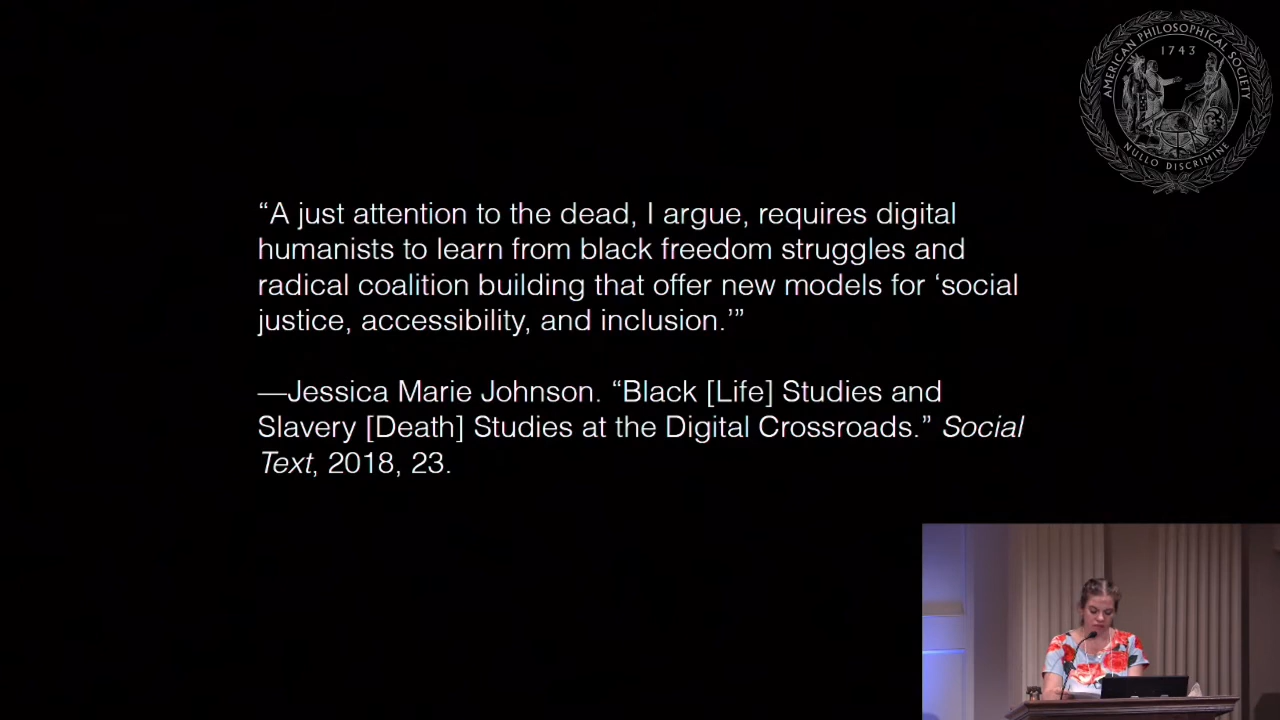 AMERICAN PHILOSOPHICAL SOCIETY
1743
NULLO DISCRIMINE
“A just attention to the dead, I argue, requires digital
humanists to learn from black freedom struggles and
radical coalition building that offer new models for ‘social
justice, accessibility, and inclusion.’”
—Jessica Marie Johnson. “Black [Life] Studies and
Slavery [Death] Studies at the Digital Crossroads.” Social
Text, 2018, 23.